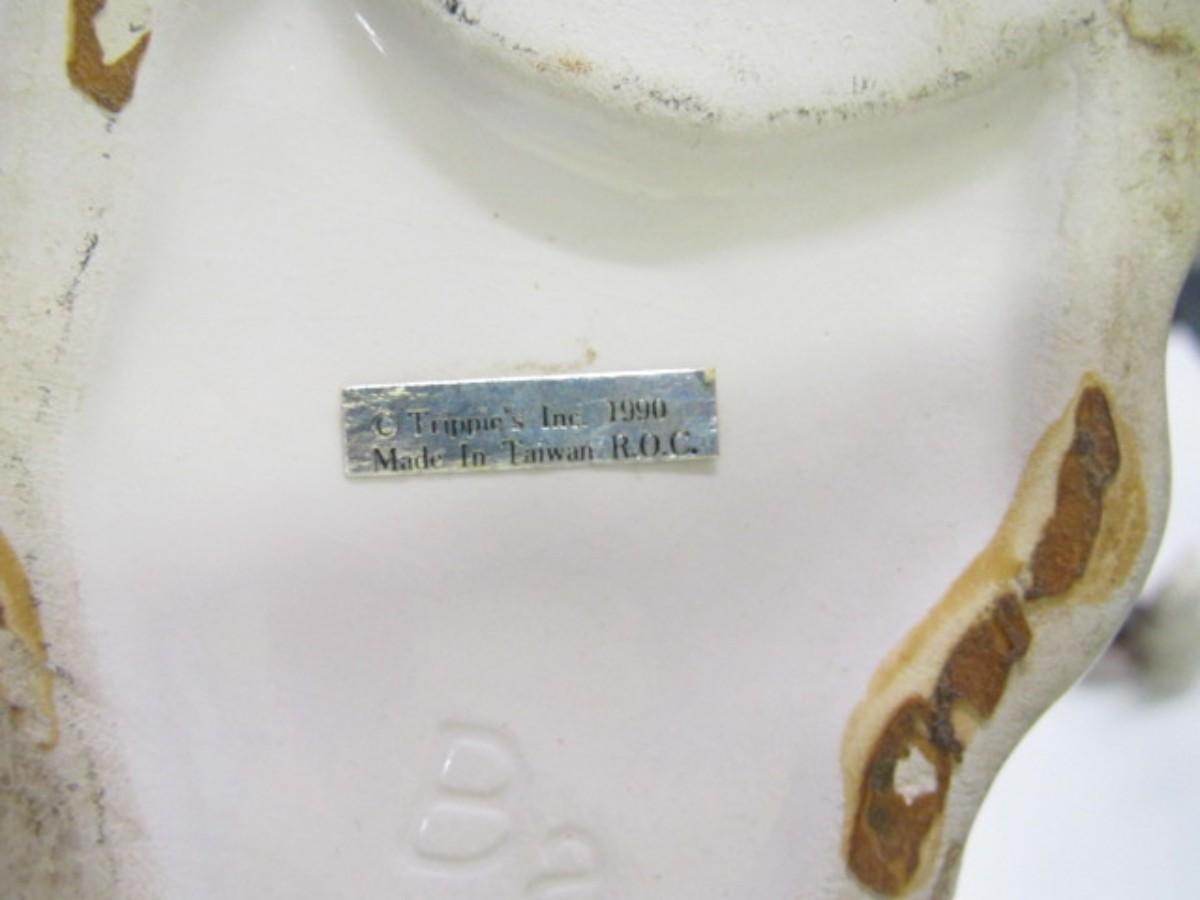 © Trippie's Inc. 1990
Made In Taiwan R.O.C.